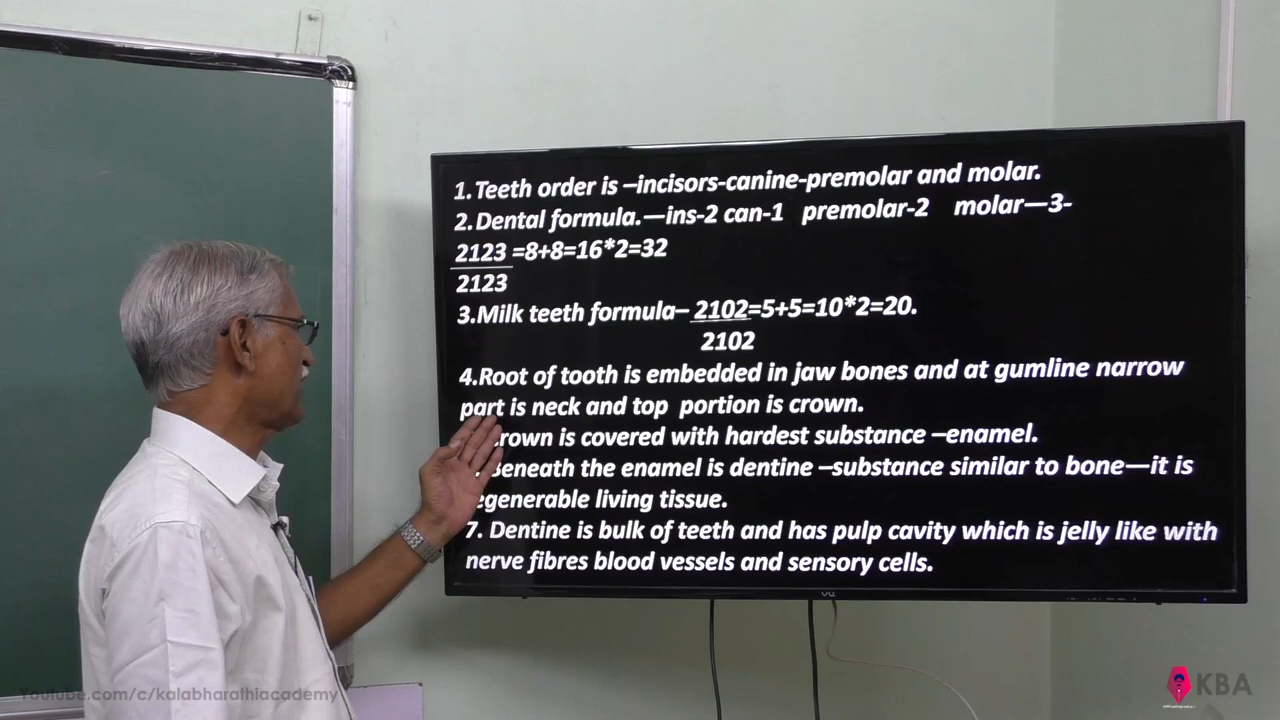 1. Teeth order is –incisors-canine-premolar and molar.
2. Dental formula.—ins-2 can-1 premolar-2 molar—3-
2123 =8+8=16*2=32
2123
3.Milk teeth formula– 2102=5+5=10*2=20.
2102
4.Root of tooth is embedded in jaw bones and at gumline narrow
part is neck and top portion is crown.
crown is covered with hardest substance –enamel.
Beneath the enamel is dentine –substance similar to bone—it is
egenerable living tissue.
7. Dentine is bulk of teeth and has pulp cavity which is jelly like with
nerve fibres blood vessels and sensory cells.
Youtube.com/c/kalabharathiacademy
KBA